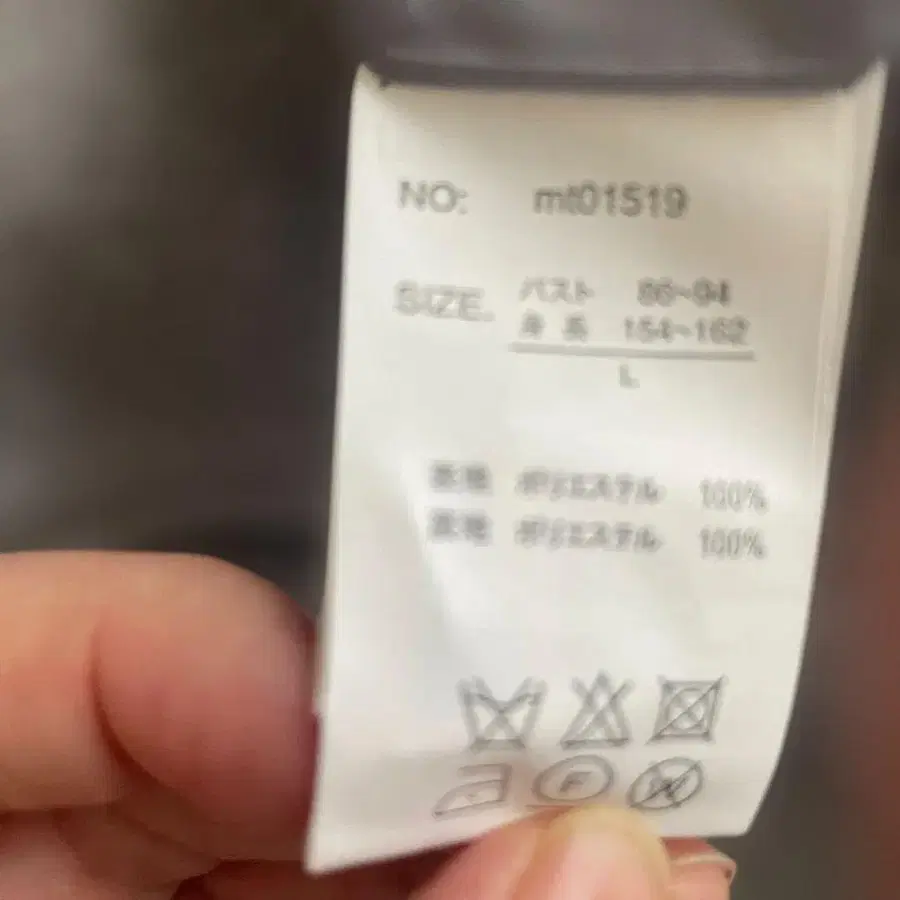 NO: mt01519
SIZE. バスト 86~94
身長 154~162
L
表地 ポリエステル 100%
裏地 ポリエステル 100%